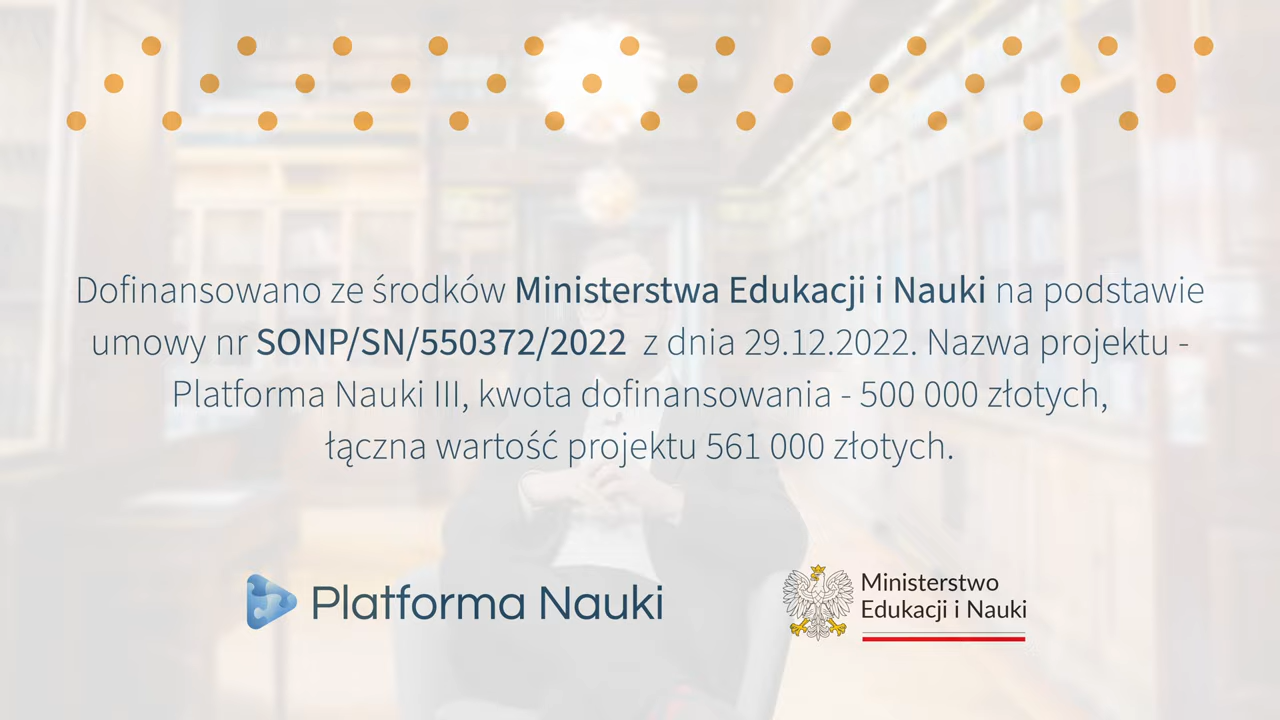 Dofinansowano ze środków Ministerstwa Edukacji i Nauki na podstawie
umowy nr SONP/SN/550372/2022 z dnia 29.12.2022. Nazwa projektu -
Platforma Nauki III, kwota dofinansowania - 500 000 złotych,
łączna wartość projektu 561 000 złotych.
Platforma Nauki
Ministerstwo
Edukacji i Nauki